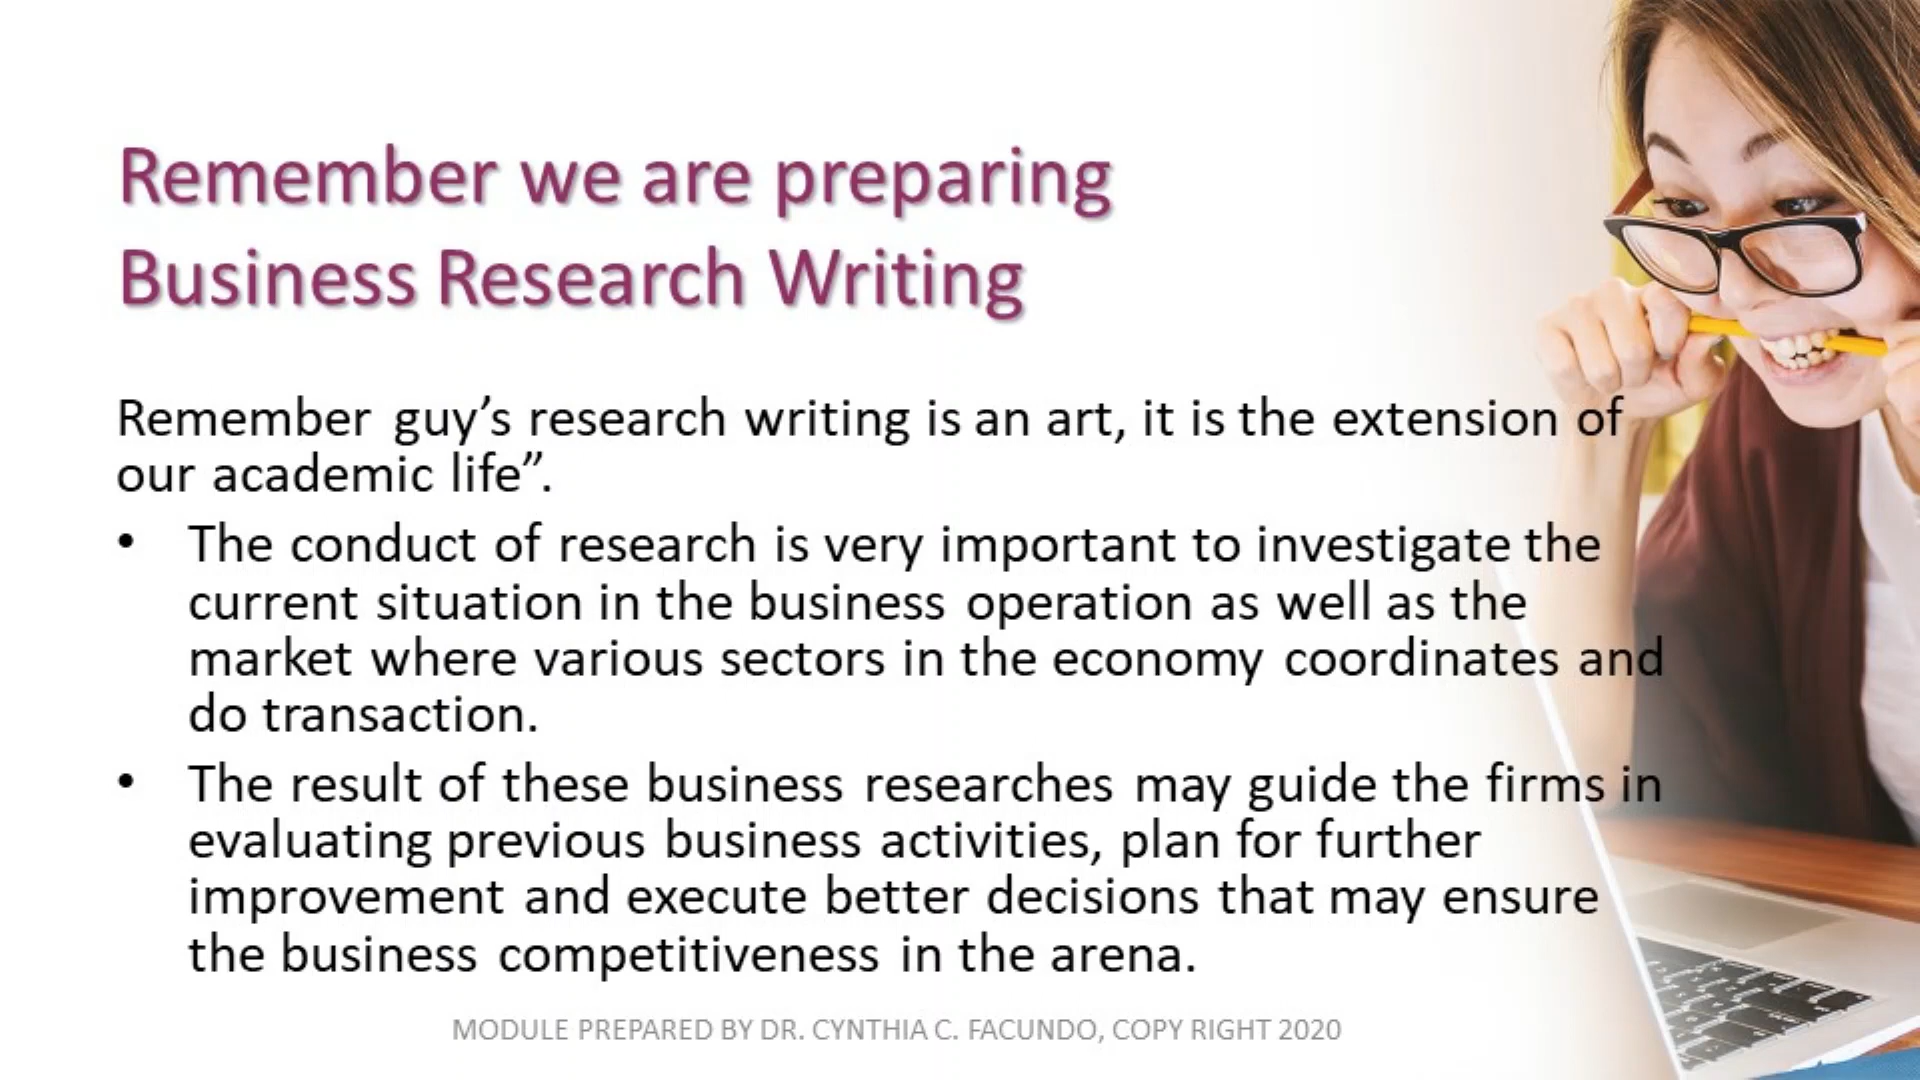 Remember we are preparing
Business Research Writing
Remember guy’s research writing is an art, it is the extension of
our academic life”.
• The conduct of research is very important to investigate the
current situation in the business operation as well as the
market where various sectors in the economy coordinates and
do transaction.
• The result of these business researches may guide the firms in
evaluating previous business activities, plan for further
improvement and execute better decisions that may ensure
the business competitiveness in the arena.
MODULE PREPARED BY DR. CYNTHIA C. FACUNDO, COPY RIGHT 2020